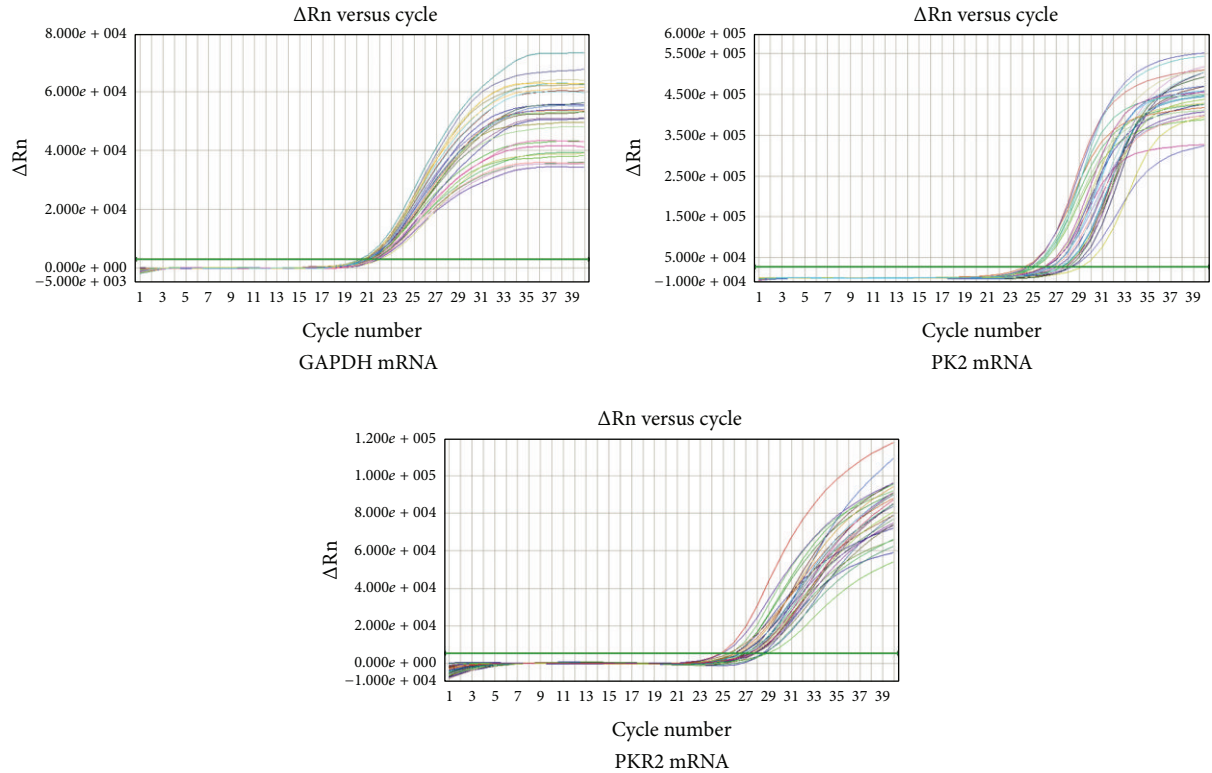 ΔRn versus cycle
8.000e + 004
6.000e + 004
4.000e + 004
2.000e + 004
0.000e + 000
−5.000e + 003
ΔRn
1 3 5 7 9 11 13 15 17 19 21 23 25 27 29 31 33 35 37 39
Cycle number
GAPDH mRNA
ΔRn versus cycle
6.000e + 005
5.500e + 005
4.500e + 005
3.500e + 005
2.500e + 005
1.500e + 005
5.000e + 004
−1.000e + 004
ΔRn
1 3 5 7 9 11 13 15 17 19 21 23 25 27 29 31 33 35 37 39
Cycle number
PK2 mRNA
ΔRn versus cycle
1.200e + 005
1.000e + 005
8.000e + 004
6.000e + 004
4.000e + 004
2.000e + 004
0.000e + 000
−1.000e + 004
ΔRn
1 3 5 7 9 11 13 15 17 19 21 23 25 27 29 31 33 35 37 39
Cycle number
PKR2 mRNA